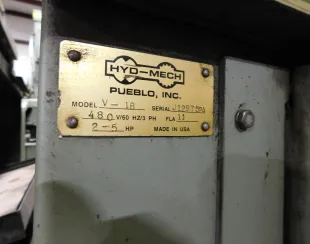 HYD-MECH
PUEBLO, INC.
MODEL V-18 SERIAL
480 V/60 HZ/3 PH FLA 11
2-5 HP MADE IN USA